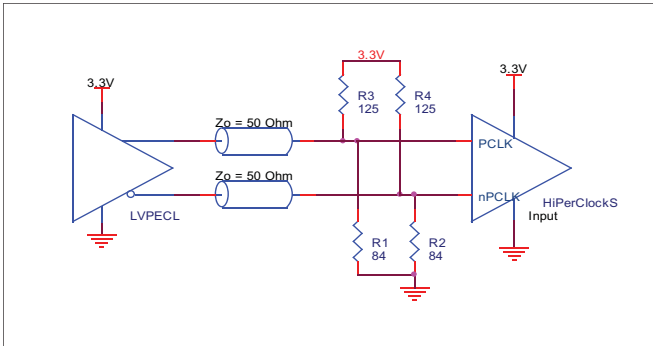 3.3V
3.3V
3.3V
R3
125
R4
125
Zo = 50 Ohm
PCLK
Zo = 50 Ohm
nPCLK
HiPerClockS
Input
LVPECL
R1
84
R2
84